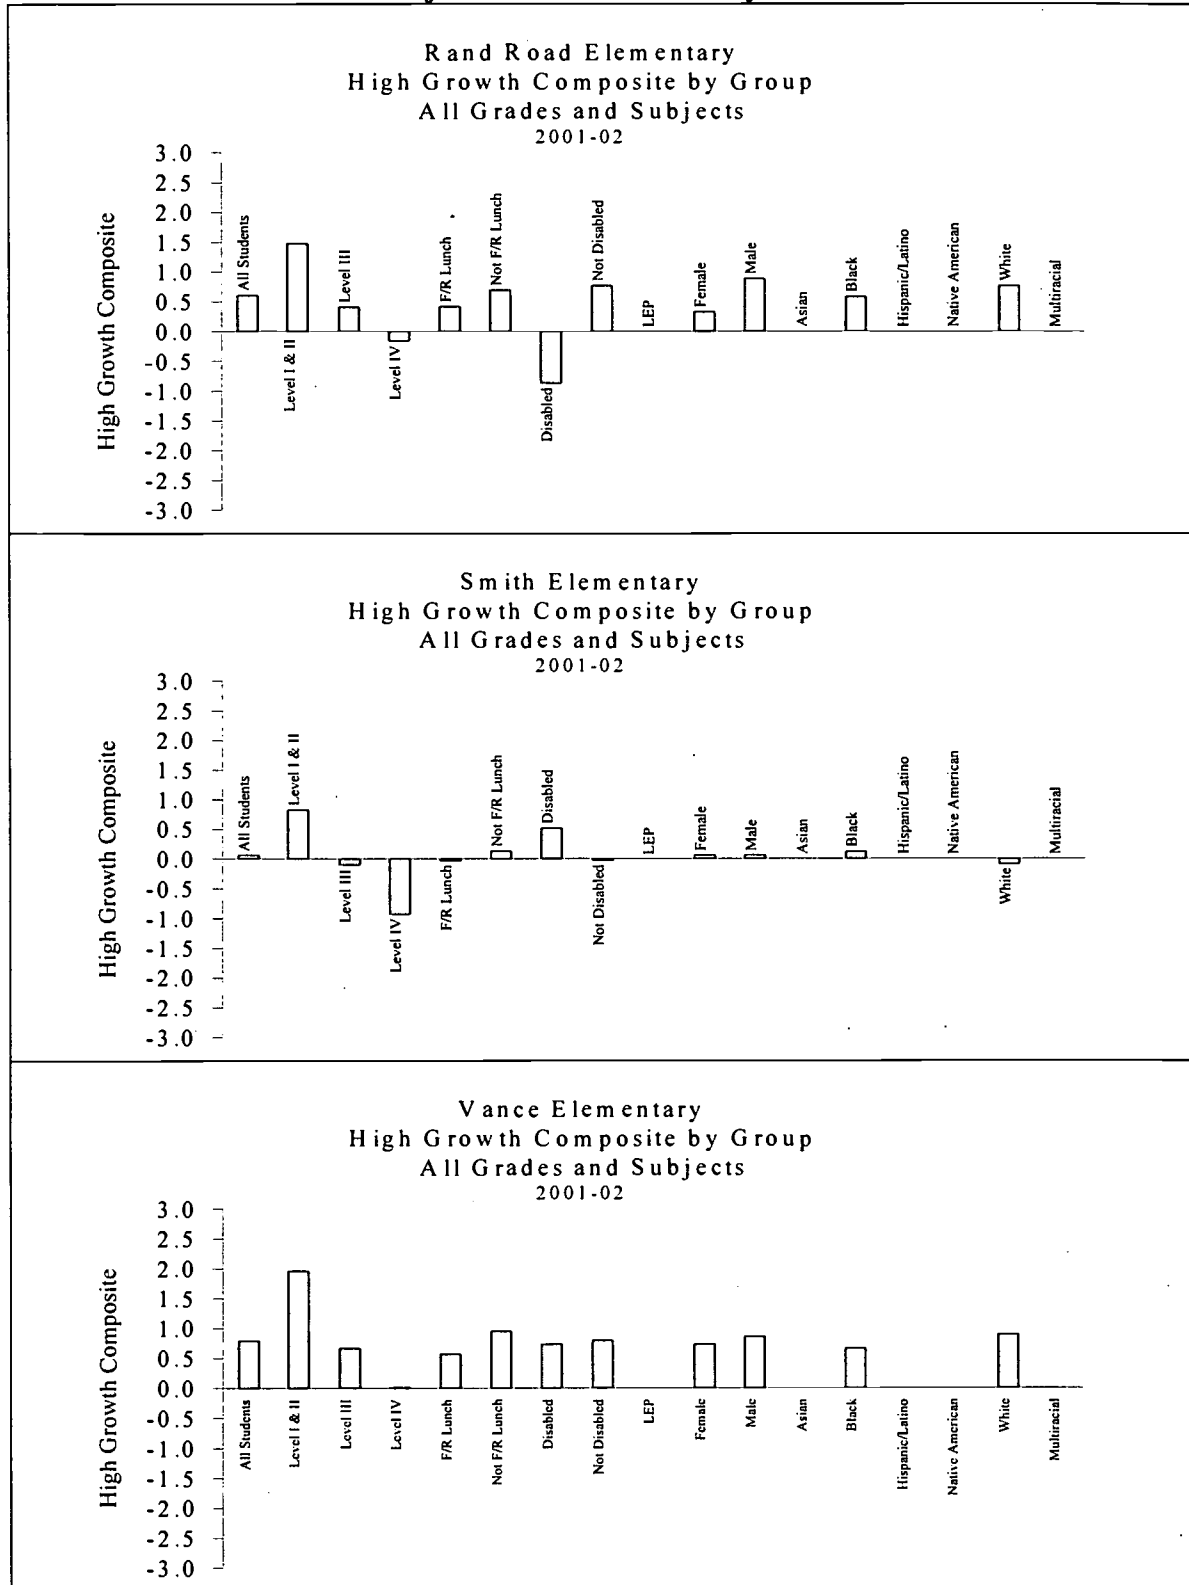 Rand Road Elementary
High Growth Composite by Group
All Grades and Subjects
2001-02
High Growth Composite
3.0
2.5
2.0
1.5
1.0
0.5
0.0
-0.5
-1.0
-1.5
-2.0
-2.5
-3.0
All Students
Level I & II
Level III
Level IV
F/R Lunch
Not F/R Lunch
Disabled
Not Disabled
LEP
Female
Male
Asian
Black
Hispanic/Latino
Native American
White
Multiracial
Smith Elementary
High Growth Composite by Group
All Grades and Subjects
2001-02
High Growth Composite
3.0
2.5
2.0
1.5
1.0
0.5
0.0
-0.5
-1.0
-1.5
-2.0
-2.5
-3.0
All Students
Level I & II
Level III
Level IV
F/R Lunch
Not F/R Lunch
Disabled
Not Disabled
LEP
Female
Male
Asian
Black
Hispanic/Latino
Native American
White
Multiracial
Vance Elementary
High Growth Composite by Group
All Grades and Subjects
2001-02
High Growth Composite
3.0
2.5
2.0
1.5
1.0
0.5
0.0
-0.5
-1.0
-1.5
-2.0
-2.5
-3.0
All Students
Level I & II
Level III
Level IV
F/R Lunch
Not F/R Lunch
Disabled
Not Disabled
LEP
Female
Male
Asian
Black
Hispanic/Latino
Native American
White
Multiracial